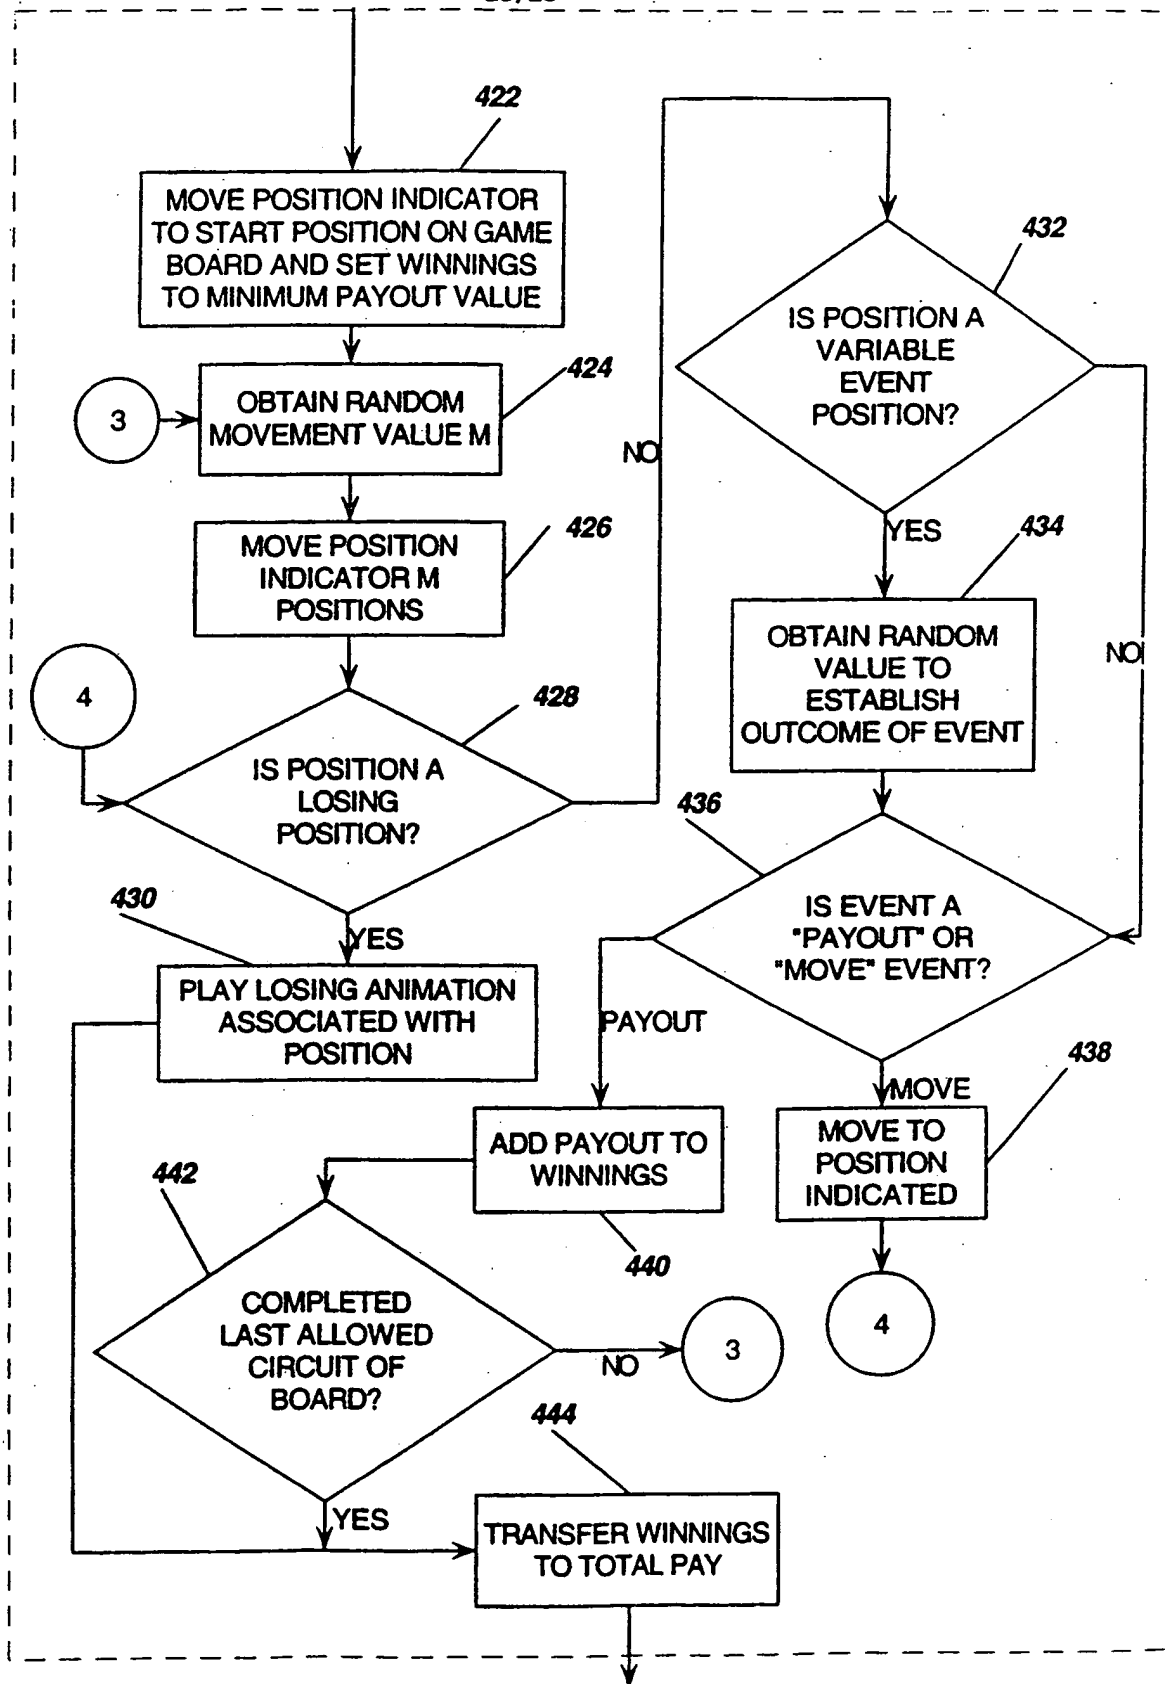 422
MOVE POSITION INDICATOR
TO START POSITION ON GAME
BOARD AND SET WINNINGS
TO MINIMUM PAYOUT VALUE
424
3
OBTAIN RANDOM
MOVEMENT VALUE M
426
MOVE POSITION
INDICATOR M
POSITIONS
4
428
IS POSITION A
LOSING
POSITION?
NO
430
YES
PLAY LOSING ANIMATION
ASSOCIATED WITH
POSITION
432
IS POSITION A
VARIABLE
EVENT
POSITION?
YES
NO
434
OBTAIN RANDOM
VALUE TO
ESTABLISH
OUTCOME OF EVENT
436
IS EVENT A
"PAYOUT" OR
"MOVE" EVENT?
PAYOUT
MOVE
438
MOVE TO
POSITION
INDICATED
4
ADD PAYOUT TO
WINNINGS
440
442
COMPLETED
LAST ALLOWED
CIRCUIT OF
BOARD?
NO
3
YES
444
TRANSFER WINNINGS
TO TOTAL PAY